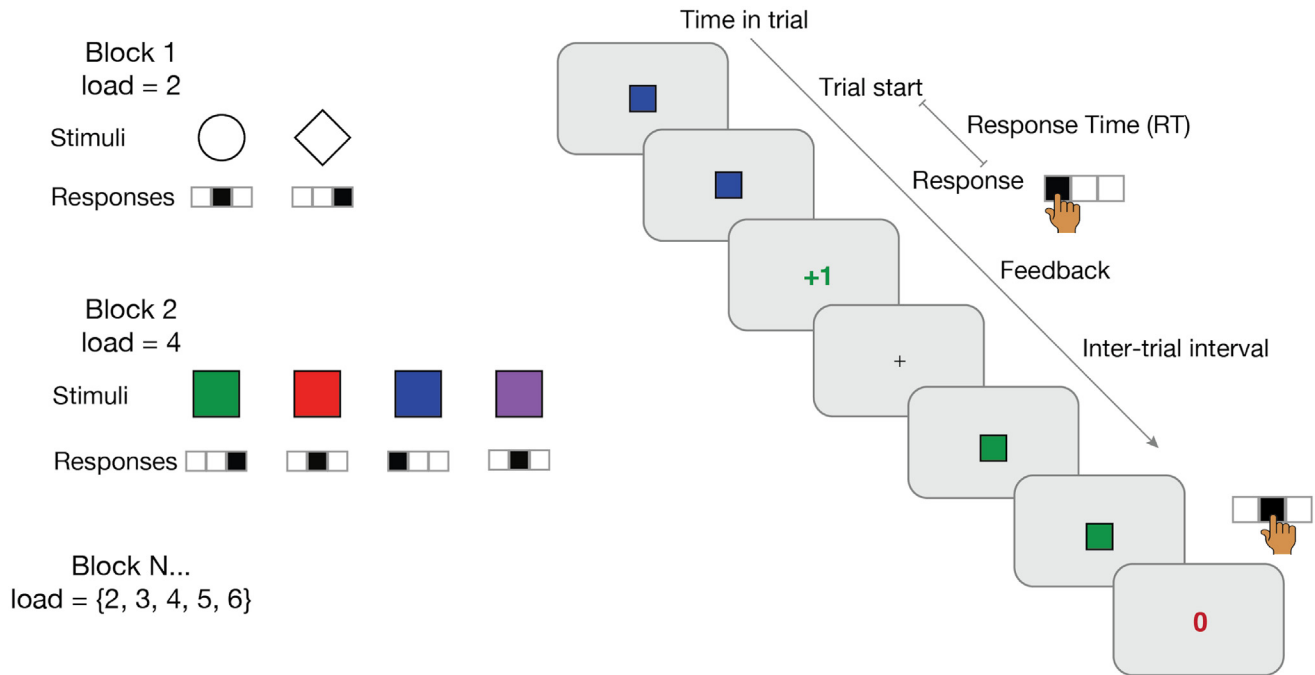 Block 1
load = 2
Stimuli
Responses
Block 2
load = 4
Stimuli
Responses
Block N...
load = {2, 3, 4, 5, 6}
Time in trial
Trial start
Response Time (RT)
Response
Feedback
+1
Inter-trial interval
+
0